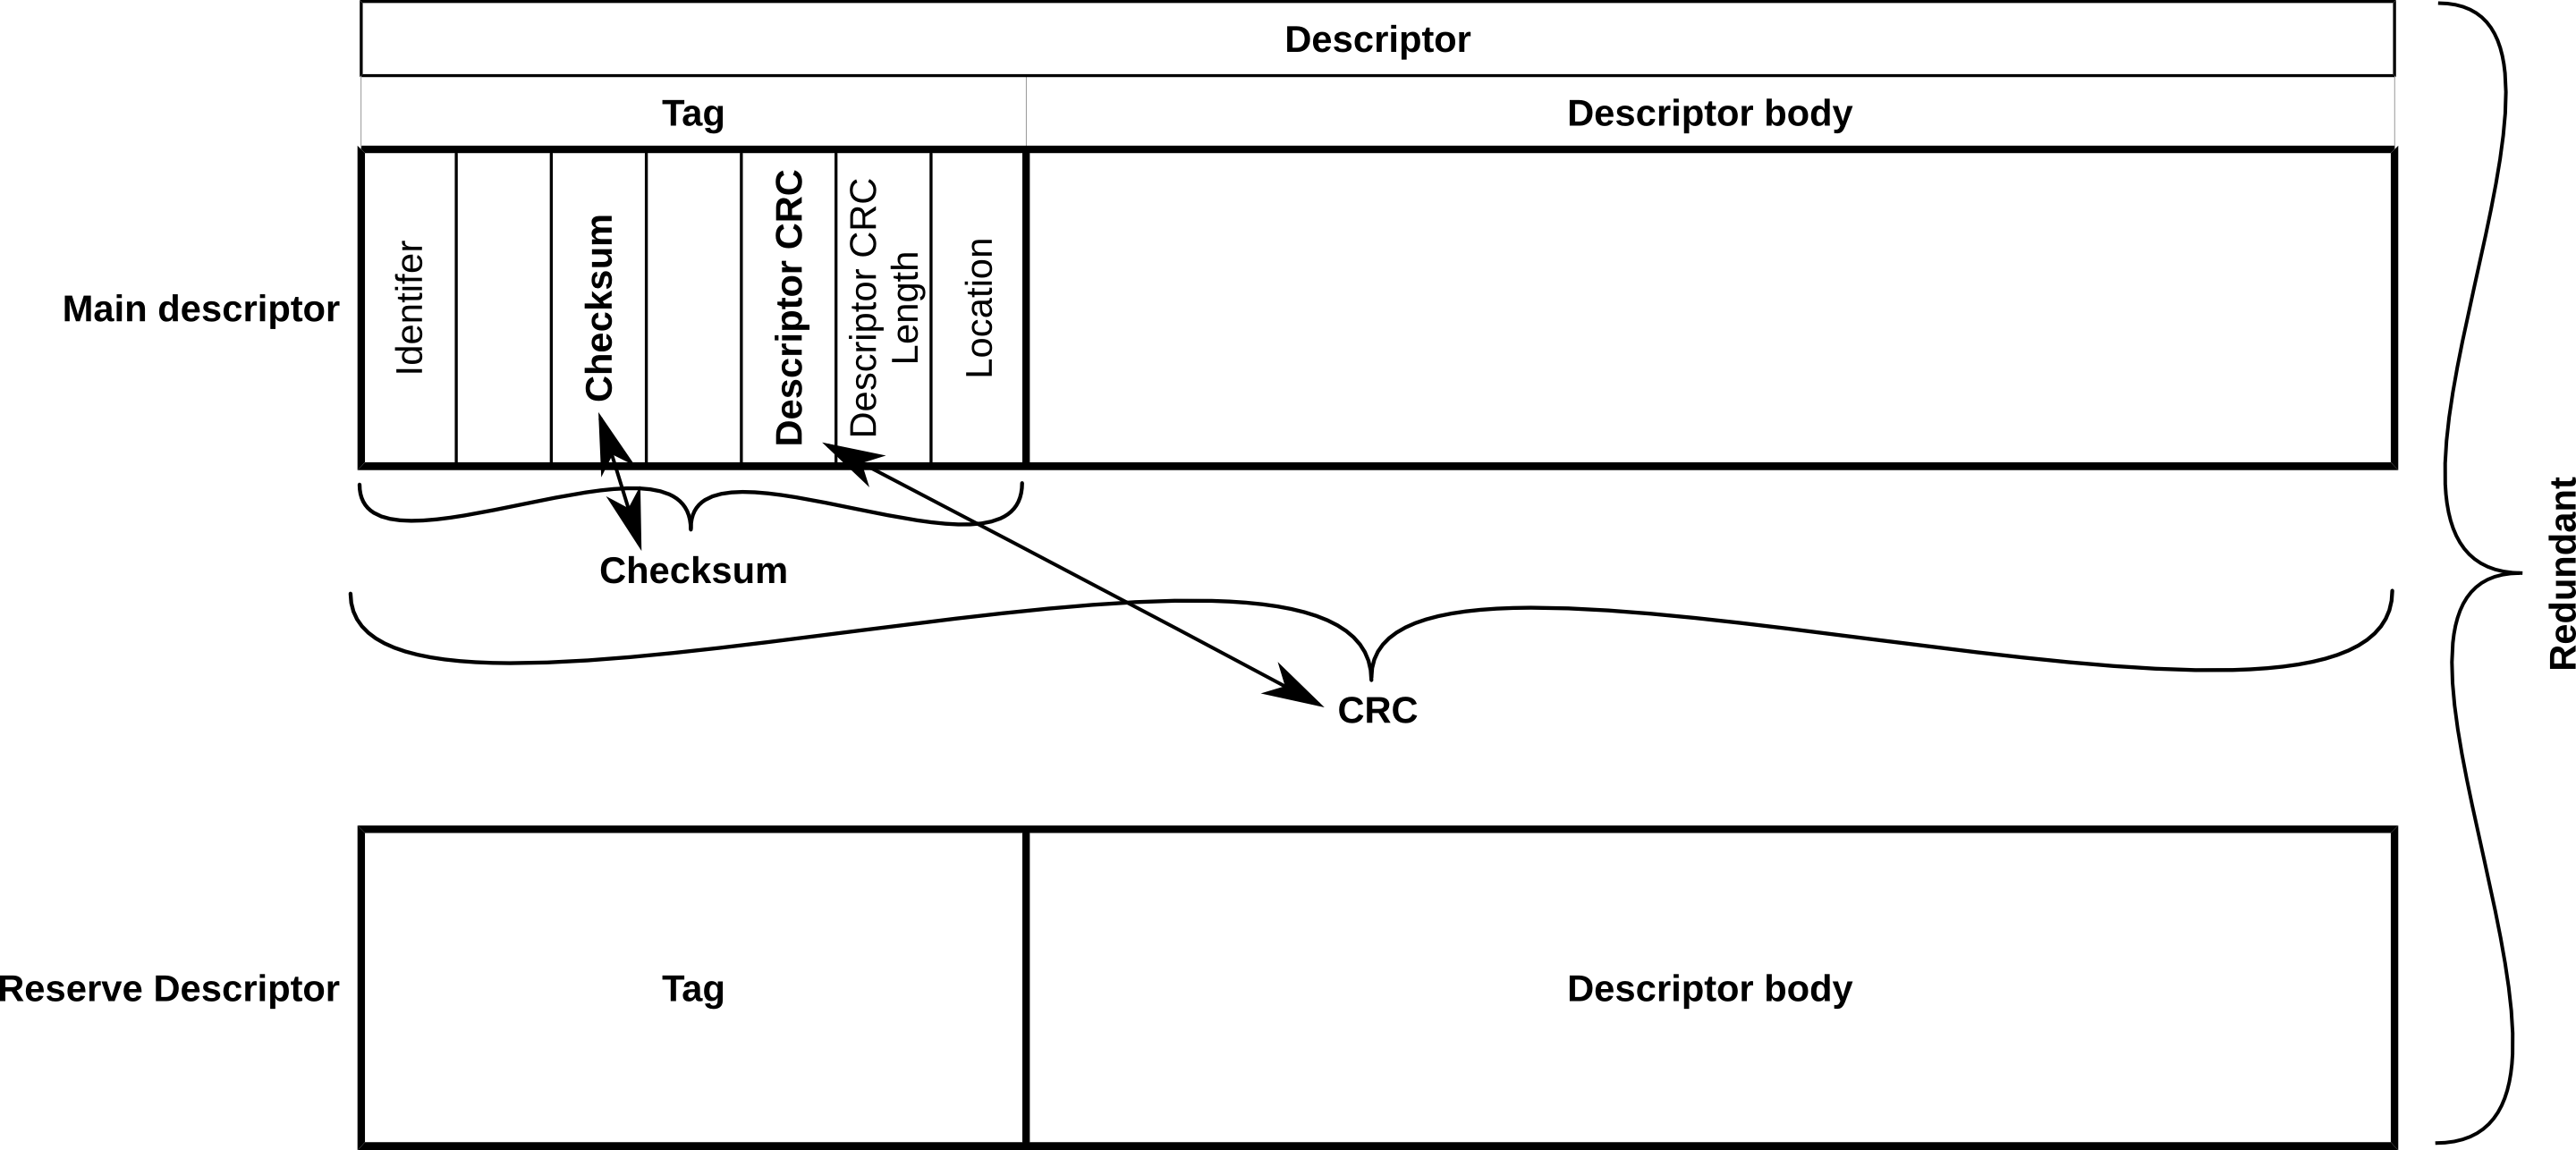 Descriptor
Tag
Descriptor body
Main descriptor
Identifer
Checksum
Descriptor CRC
Descriptor CRC
Length
Location
Checksum
CRC
Redundant
Reserve Descriptor
Tag
Descriptor body